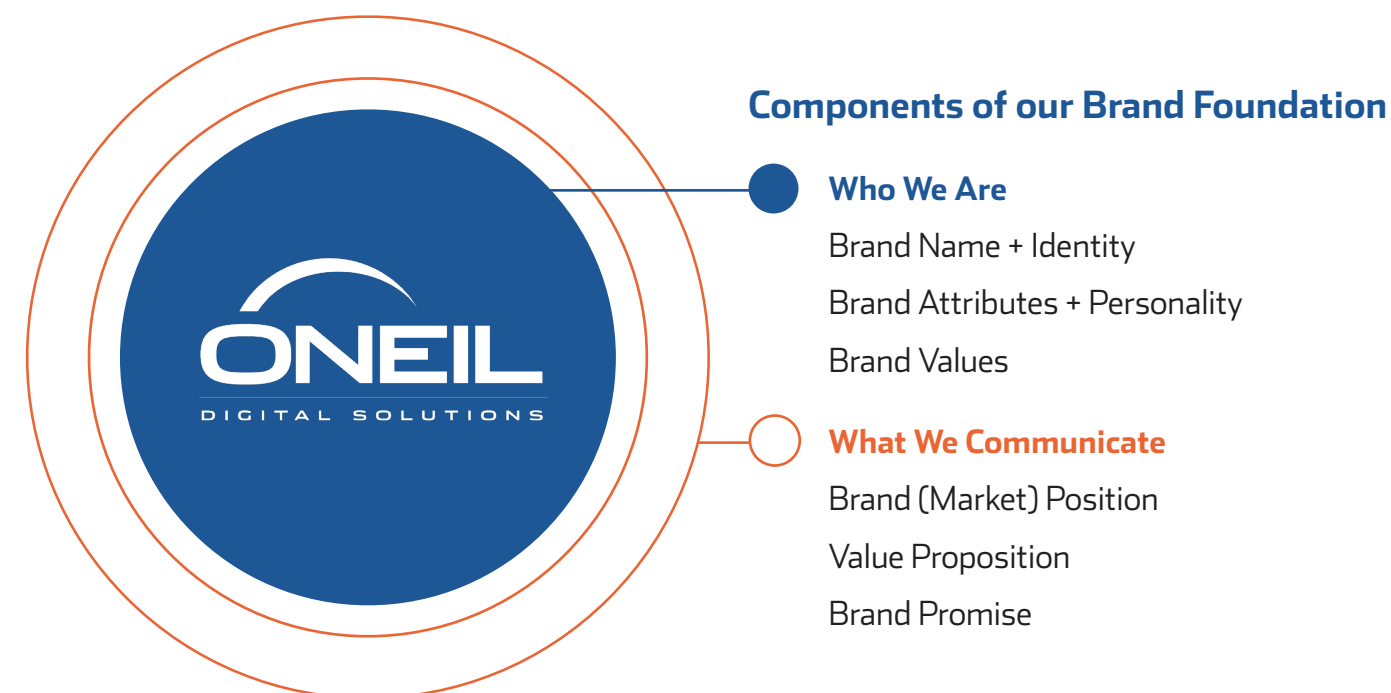 ONEIL
DIGITAL SOLUTIONS
Components of our Brand Foundation
Who We Are
Brand Name + Identity
Brand Attributes + Personality
Brand Values
What We Communicate
Brand (Market) Position
Value Proposition
Brand Promise